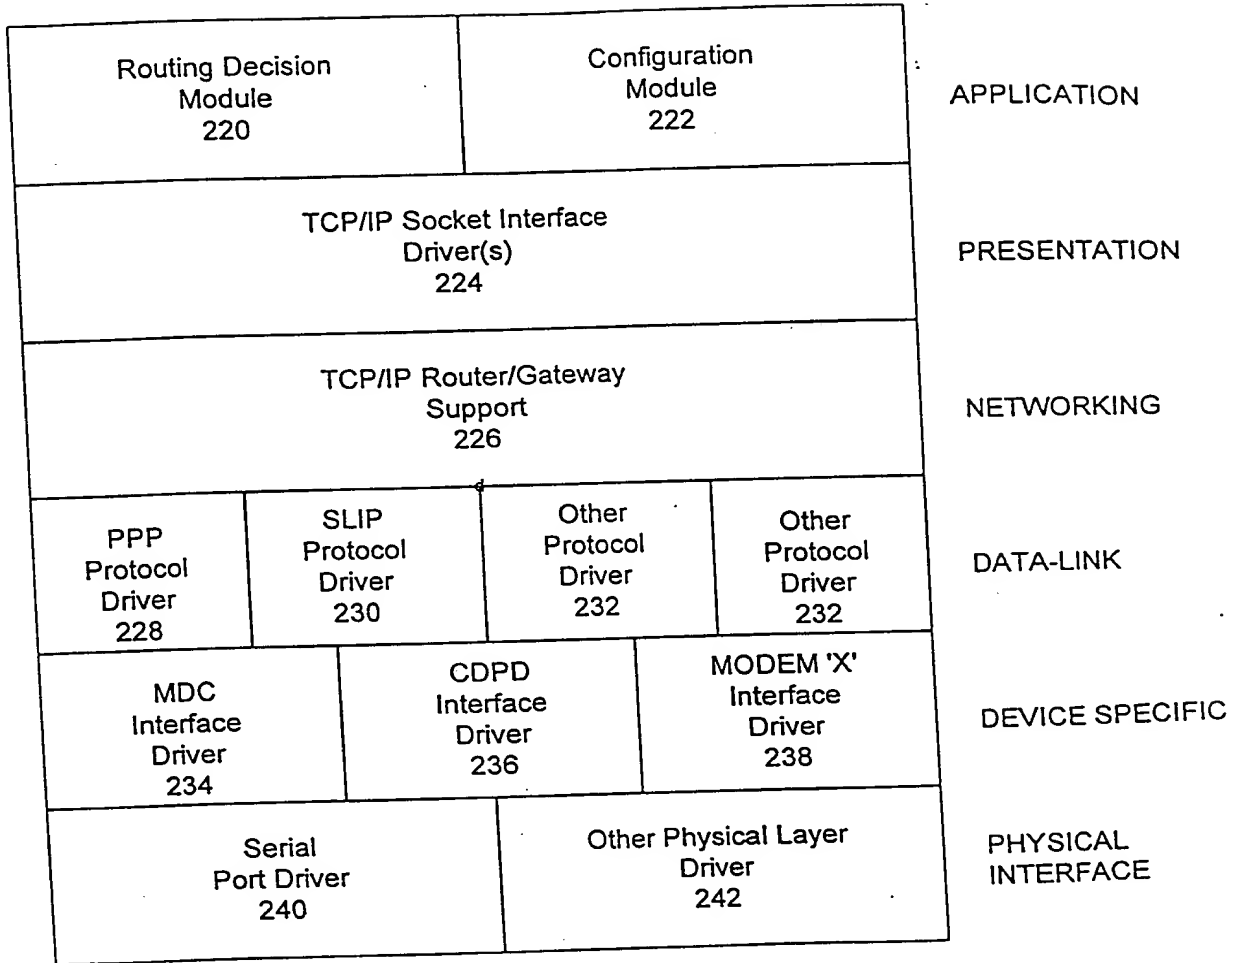 Routing Decision
Module
220
Configuration
Module
222
APPLICATION
TCP/IP Socket Interface
Driver(s)
224
PRESENTATION
TCP/IP Router/Gateway
Support
226
NETWORKING
PPP
Protocol
Driver
228
SLIP
Protocol
Driver
230
Other
Protocol
Driver
232
Other
Protocol
Driver
232
DATA-LINK
MDC
Interface
Driver
234
CDPD
Interface
Driver
236
MODEM 'X'
Interface
Driver
238
DEVICE SPECIFIC
Serial
Port Driver
240
Other Physical Layer
Driver
242
PHYSICAL
INTERFACE